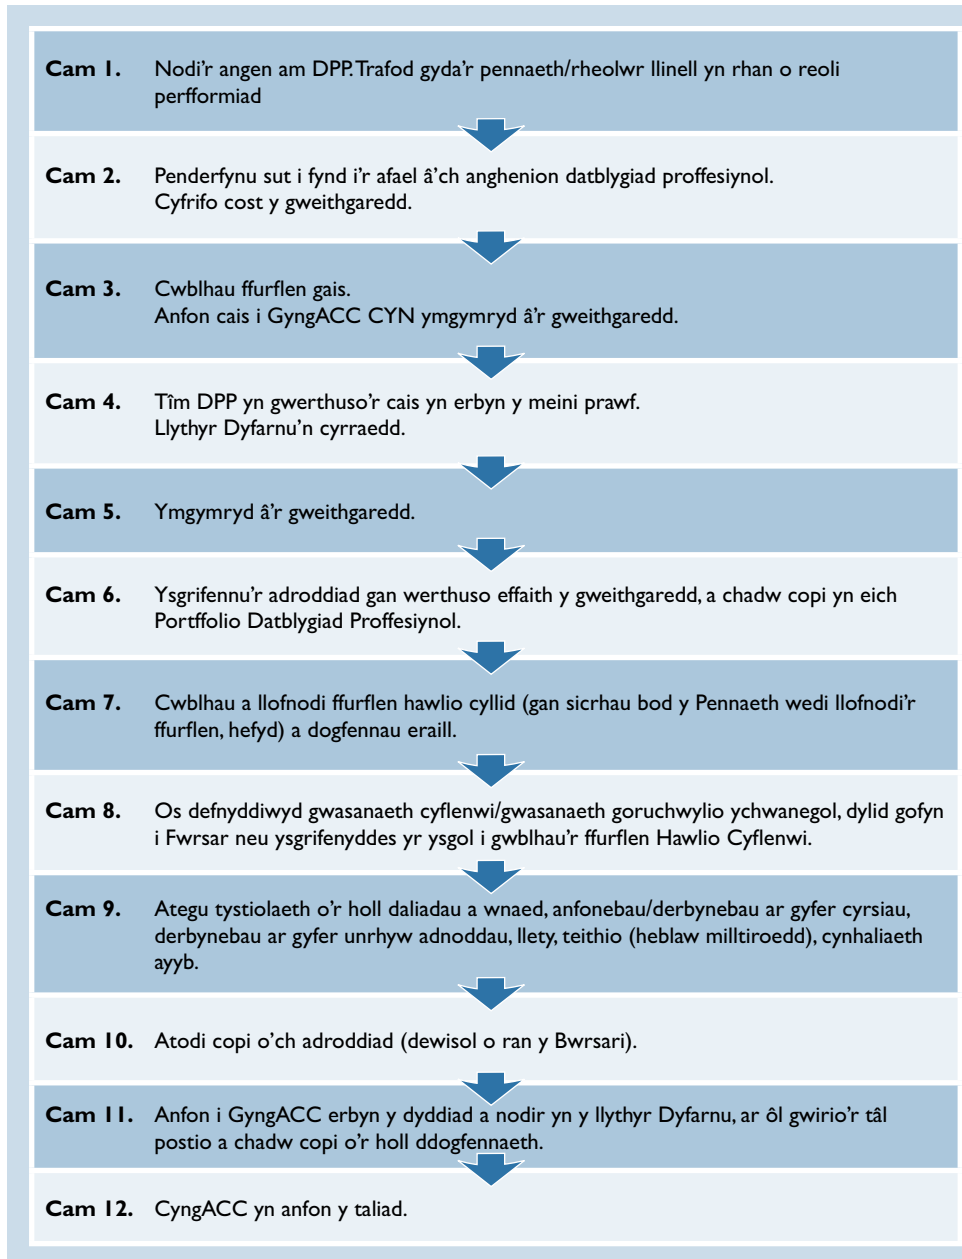 Cam 1. Nodi'r angen am DPP.Trafod gyda'r pennaeth/rheolwr llinell yn rhan o reoli
perfformiad
Cam 2. Penderfynu sut i fynd i'r afael â'ch anghenion datblygiad proffesiynol.
Cyfrifo cost y gweithgaredd.
Cam 3. Cwblhau ffurflen gais.
Anfon cais i GyngACC CYN ymgymryd â'r gweithgaredd.
Cam 4. Tîm DPP yn gwerthuso'r cais yn erbyn y meini prawf.
Llythyr Dyfarnu'n cyrraedd.
Cam 5. Ymgymryd â'r gweithgaredd.
Cam 6. Ysgrifennu'r adroddiad gan werthuso effaith y gweithgaredd, a chadw copi yn eich
Portffolio Datblygiad Proffesiynol.
Cam 7. Cwblhau a llofnodi ffurflen hawlio cyllid (gan sicrhau bod y Pennaeth wedi llofnodi'r
ffurflen, hefyd) a dogfennau eraill.
Cam 8. Os defnyddiwyd gwasanaeth cyflenwi/gwasanaeth goruchwylio ychwanegol, dylid gofyn
i Fwrsar neu ysgrifenyddes yr ysgol i gwblhau'r ffurflen Hawlio Cyflenwi.
Cam 9. Ategu tystiolaeth o'r holl daliadau a wnaed, anfonebau/derbynebau ar gyfer cyrsiau,
derbynebau ar gyfer unrhyw adnoddau, llety, teithio (heblaw milltiroedd), cynhaliaeth
ayyb.
Cam 10. Atodi copi o'ch adroddiad (dewisol o ran y Bwrsari).
Cam 11. Anfon i GyngACC erbyn y dyddiad a nodir yn y llythyr Dyfarnu, ar ôl gwirio'r tâl
postio a chadw copi o'r holl ddogfennaeth.
Cam 12. CyngACC yn anfon y taliad.